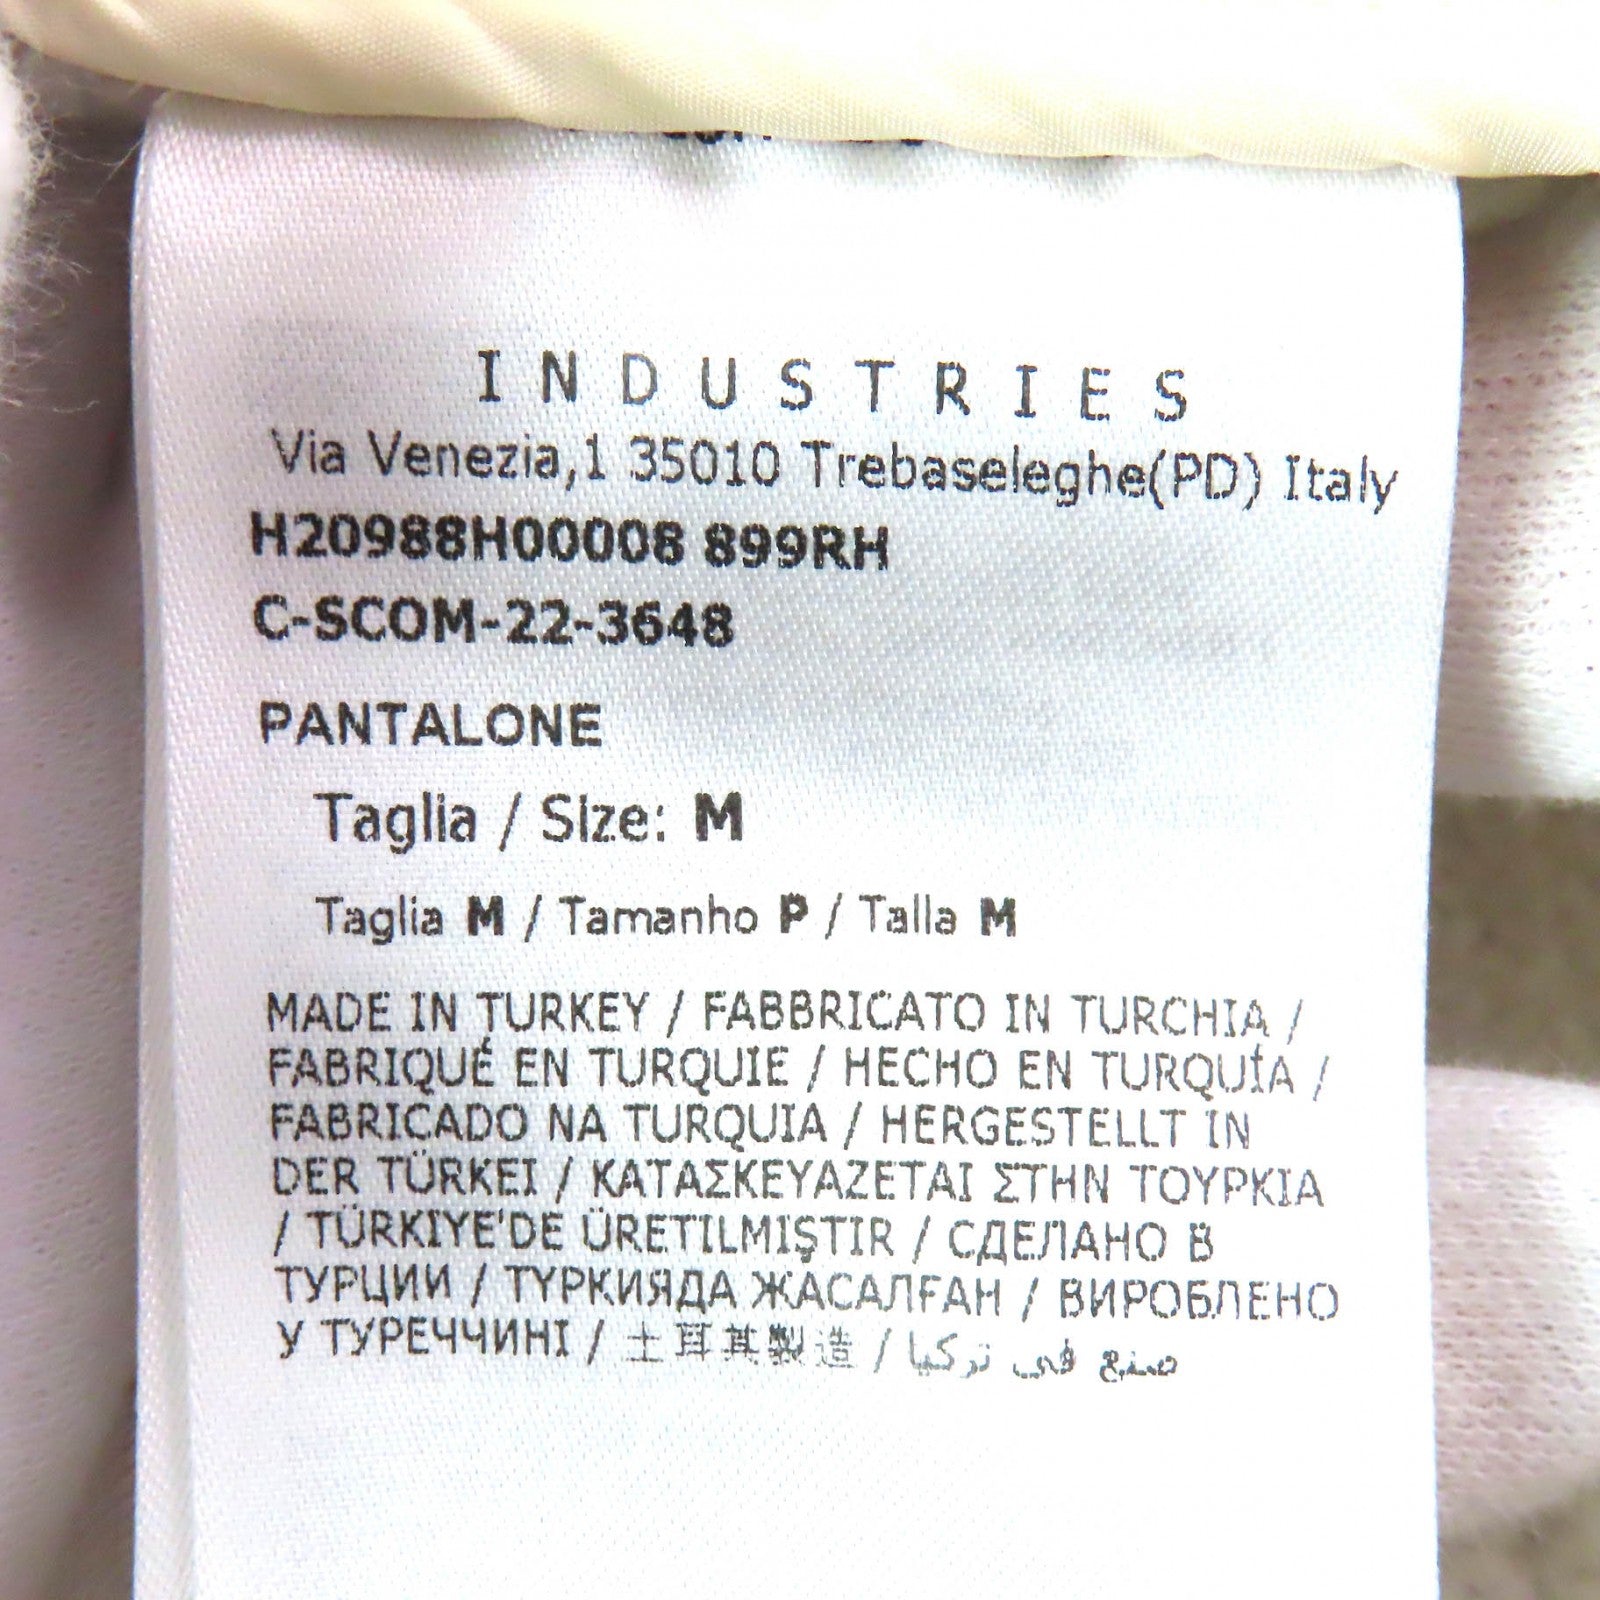 INDUSTRIES
Via Venezia,1 35010 Trebaseleghe(PD) Italy
H20988H00008 899RH
C-SCOM-22-3648
PANTALONE
Taglia / Size: M
Taglia M / Tamanho P / Talla M
MADE IN TURKEY / FABBRICATO IN TURCHIA /
FABRIQUÉ EN TURQUIE / HECHO EN TURQUÍA /
FABRICADO NA TURQUIA / HERGESTELLT IN
DER TÜRKEI / ΚΑΤΑΣΚΕΥΑΖΕΤΑΙ ΣΤΗΝ ΤΟΥΡΚΙΑ
/ TÜRKIYE'DE ÜRETILMIŞTIR / СДЕЛАНО В
ТУРЦИИ / ТҮРКИЯДА ЖАСАЛҒАН / ВИРОБЛЕНО
У ТУРЕЧЧИНІ / 土耳其製造 / صنع في تركيا